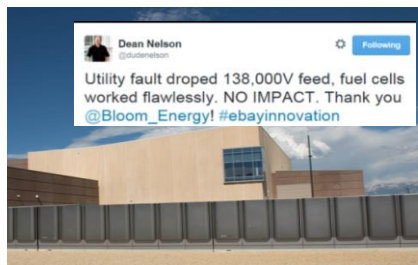 Dean Nelson
@dudenelson
Following
Utility fault droped 138,000V feed, fuel cells
worked flawlessly. NO IMPACT. Thank you
@Bloom_Energy! #ebayinnovation